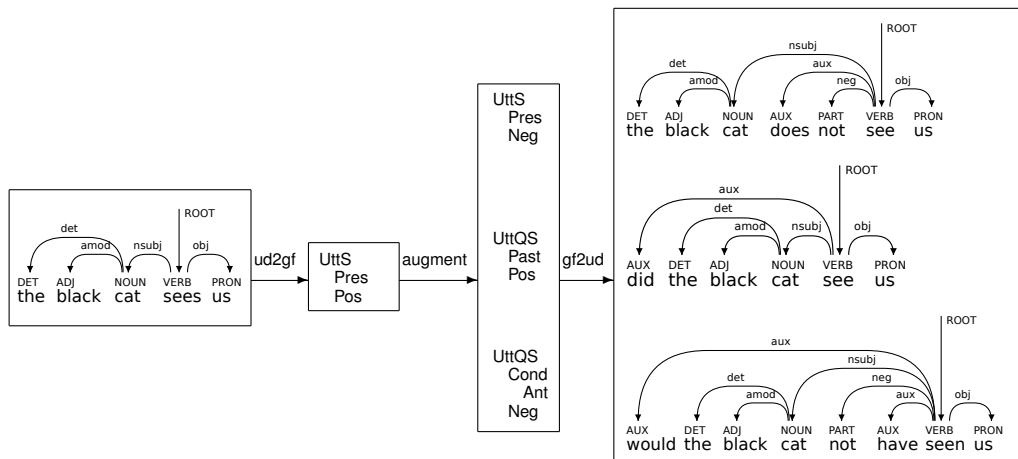 ROOT
det
amod
nsubj
obj
DET ADJ NOUN VERB PRON
the black cat sees us
ud2gf
UttS
Pres
Pos
augment
UttS
Pres
Neg
UttQS
Past
Pos
UttQS
Cond
Ant
Neg
gf2ud
ROOT
nsubj
det
aux
amod
neg
obj
DET ADJ NOUN AUX PART VERB PRON
the black cat does not see us
ROOT
aux
det
amod
nsubj
obj
AUX DET ADJ NOUN VERB PRON
did the black cat see us
ROOT
aux
nsubj
det
neg
amod
aux
obj
AUX DET ADJ NOUN PART AUX VERB PRON
would the black cat not have seen us